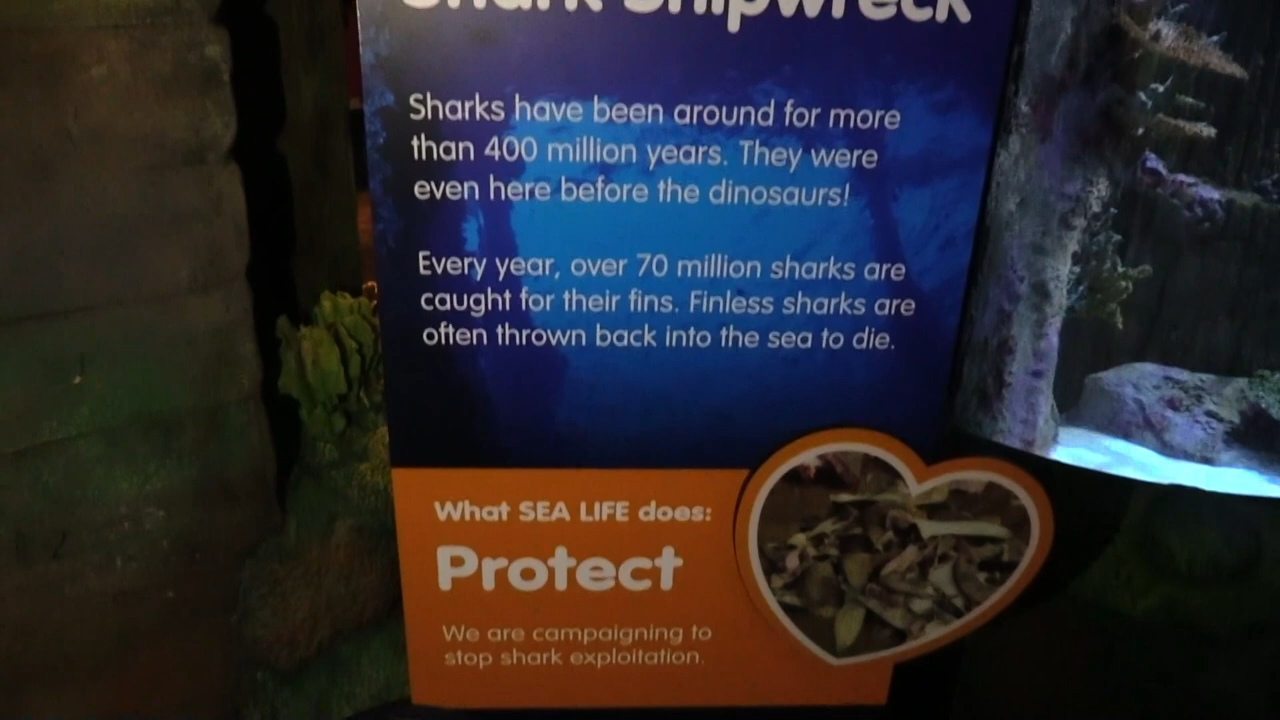 Shark Shipwreck
Sharks have been around for more
than 400 million years. They were
even here before the dinosaurs!
Every year, over 70 million sharks are
caught for their fins. Finless sharks are
often thrown back into the sea to die.
What SEA LIFE does:
Protect
We are campaigning to
stop shark exploitation.